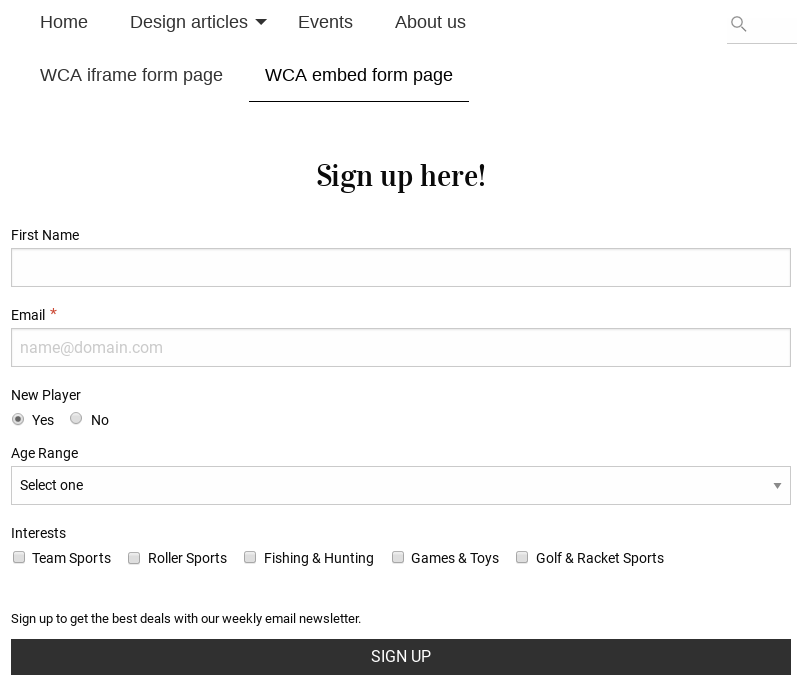 Home Design articles Events About us
WCA iframe form page WCA embed form page
Sign up here!
First Name
Email *
name@domain.com
New Player
Yes No
Age Range
Select one
Interests
Team Sports Roller Sports Fishing & Hunting Games & Toys Golf & Racket Sports
Sign up to get the best deals with our weekly email newsletter.
SIGN UP